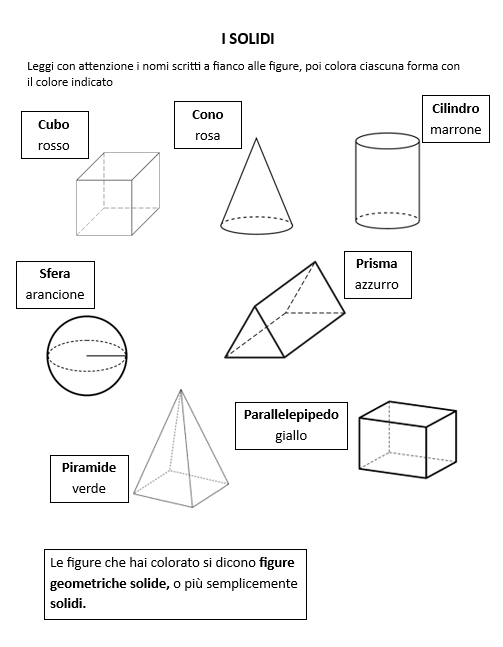 I SOLIDI
Leggi con attenzione i nomi scritti a fianco alle figure, poi colora ciascuna forma con
il colore indicato
Cubo
rosso
Cono
rosa
Cilindro
marrone
Sfera
arancione
Prisma
azzurro
Parallelepipedo
giallo
Piramide
verde
Le figure che hai colorato si dicono figure
geometriche solide, o più semplicemente
solidi.